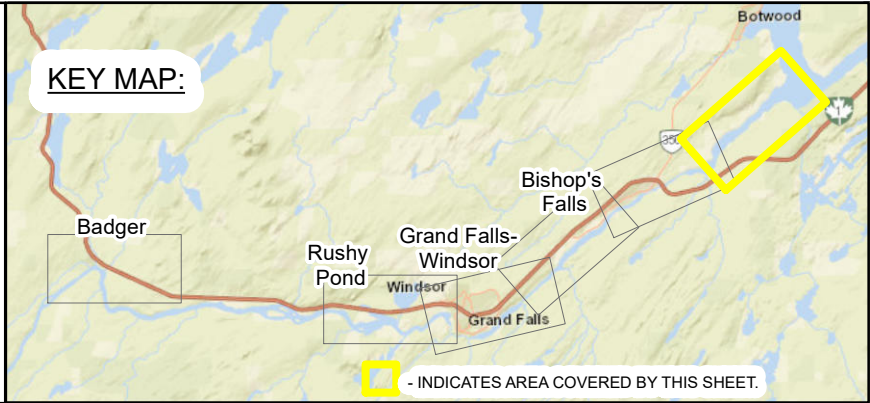 Botwood
KEY MAP:
1
350
Bishop's
Falls
Badger
Grand Falls-
Windsor
Rushy
Pond
Windsor
Grand Falls
- INDICATES AREA COVERED BY THIS SHEET.